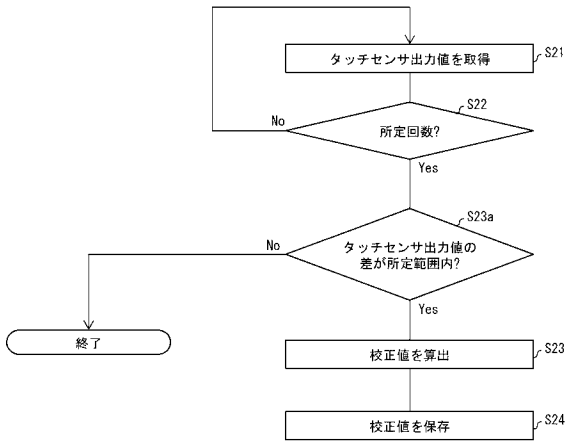 タッチセンサ出力値を取得
S21
S22
No
所定回数?
Yes
S23a
No
タッチセンサ出力値の
差が所定範囲内?
Yes
終了
校正値を算出
S23
校正値を保存
S24